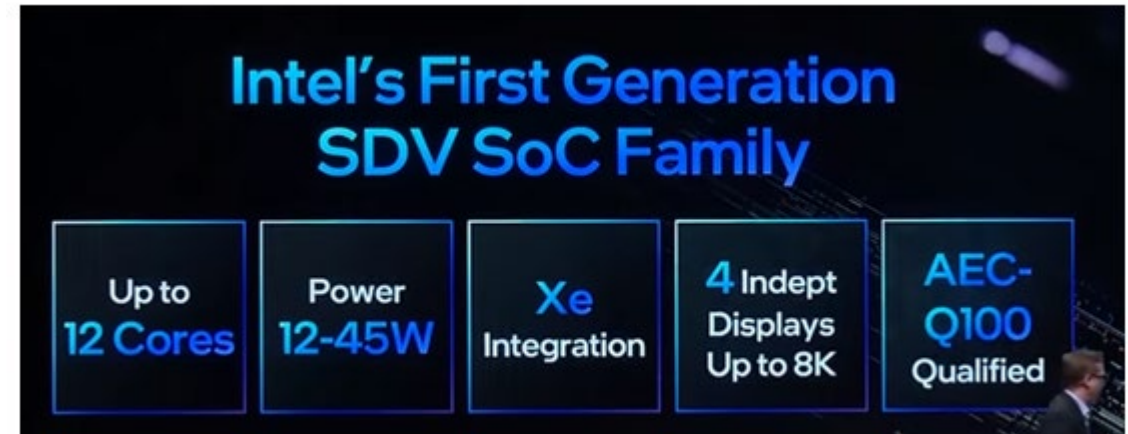 Intel's First Generation
SDV SoC Family
Up to
12 Cores
Power
12-45W
Xe
Integration
4 Indept
Displays
Up to 8K
AEC-
Q100
Qualified